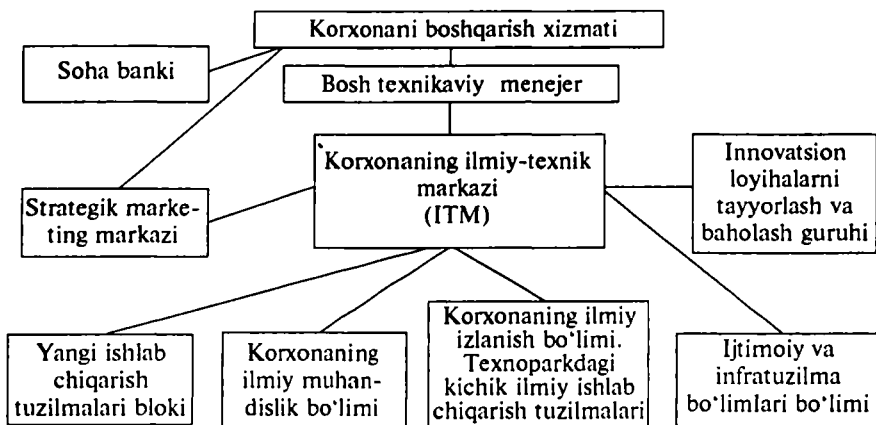 Korxonani boshqarish xizmati
Soha banki
Bosh texnikaviy menejer
Korxonaning ilmiy-texnik
markazi
(ITM)
Innovatsion
loyihalarni
tayyorlash va
baholash guruhi
Strategik marke-
ting markazi
Yangi ishlab
chiqarish
tuzilmalari bloki
Korxonaning
ilmiy muhan-
dislik bo‘limi
Korxonaning ilmiy
izlanish bo‘limi.
Texnoparkdagi
kichik ilmiy ishlab
chiqarish tuzilmalari
Ijtimoiy va
infratuzilma
bo‘limlari bo‘limi